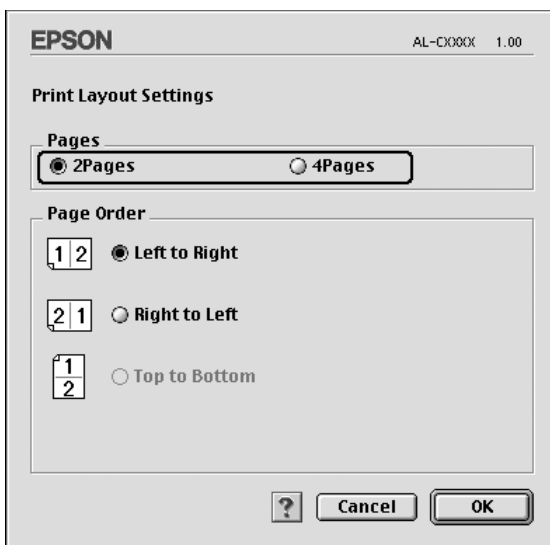 EPSON AL-CXXXX 1.00
Print Layout Settings
Pages
2Pages 4Pages
Page Order
1 2 Left to Right
2 1 Right to Left
1
2 Top to Bottom
? Cancel OK